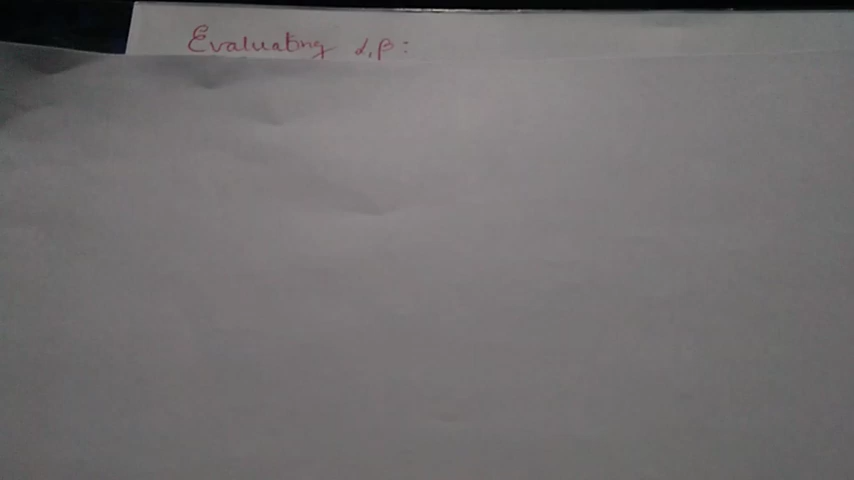 Evaluating α, β :